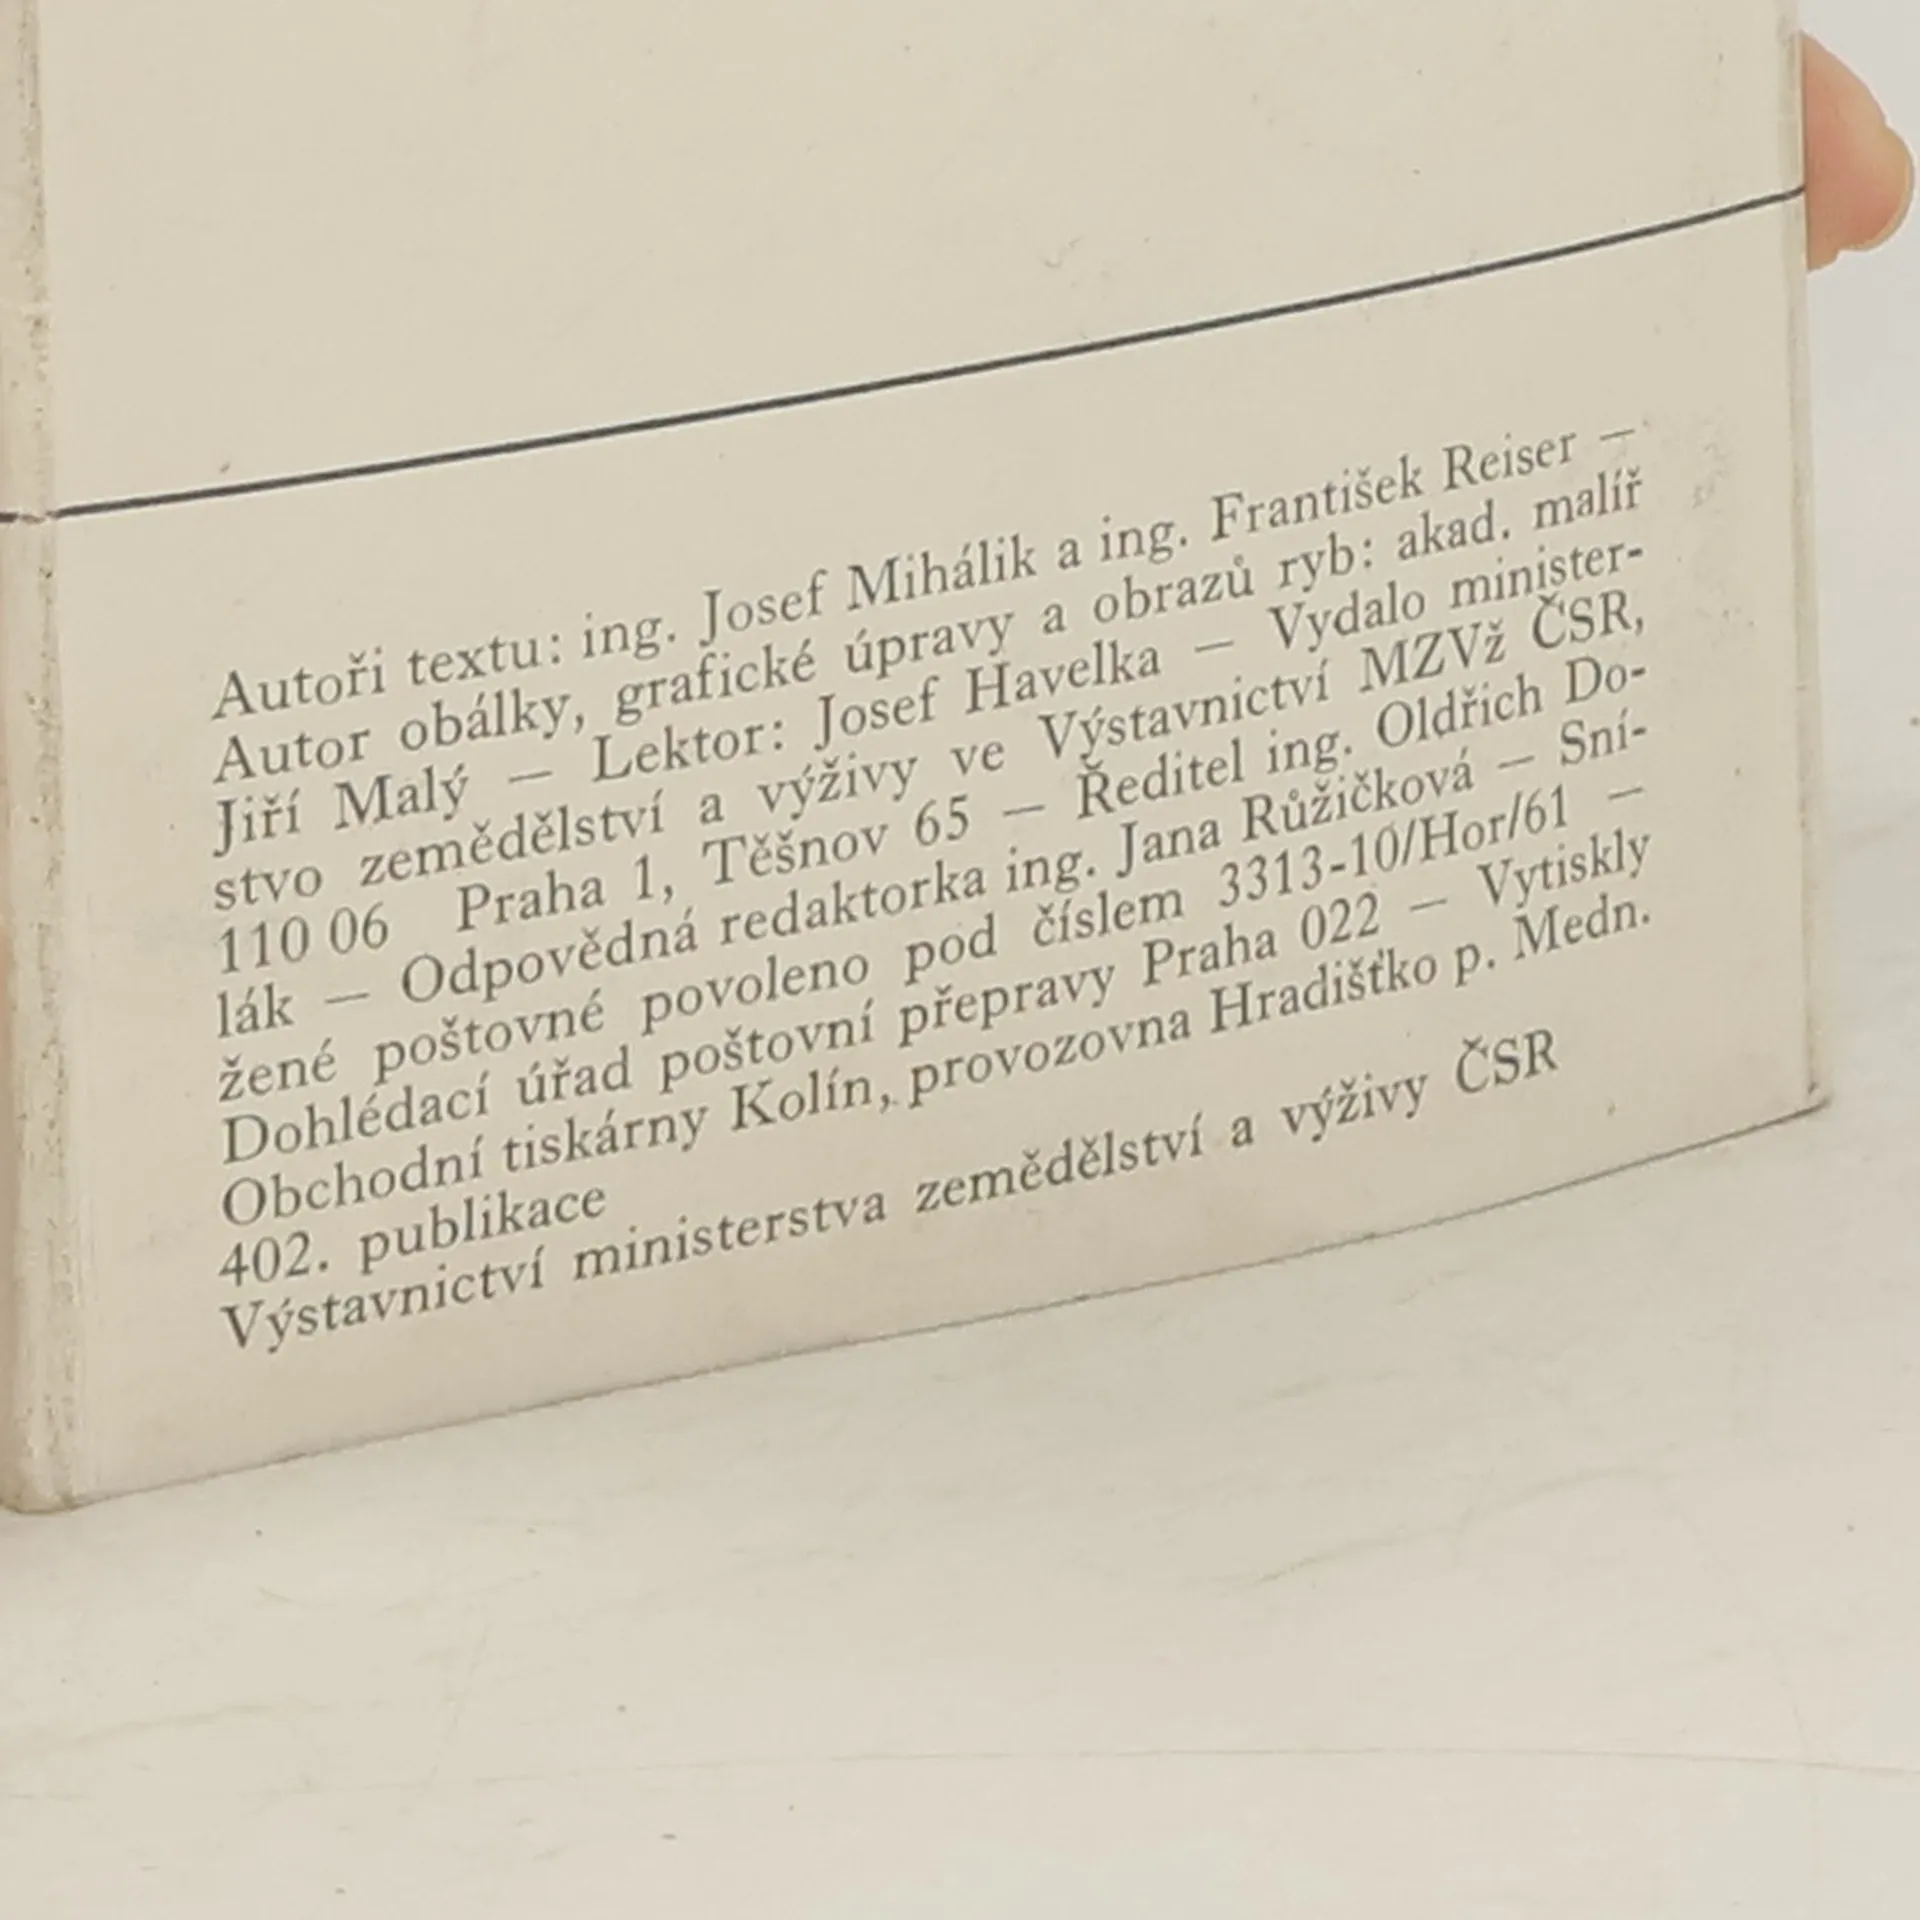 Autoři textu: ing. Josef Mihálik a ing. František Reiser —
Autor obálky, grafické úpravy a obrazů ryb: akad. malíř
Jiří Malý — Lektor: Josef Havelka — Vydalo minister-
stvo zemědělství a výživy ve Výstavnictví MZVž ČSR,
110 06 Praha 1, Těšnov 65 — Ředitel ing. Oldřich Do-
lák — Odpovědná redaktorka ing. Jana Růžičková — Sní-
žené poštovné povoleno pod číslem 3313-10/Hor/61 —
Dohlédací úřad poštovní přepravy Praha 022 — Vytiskly
Obchodní tiskárny Kolín, provozovna Hradišťko p. Medn.
402. publikace
Výstavnictví ministerstva zemědělství a výživy ČSR